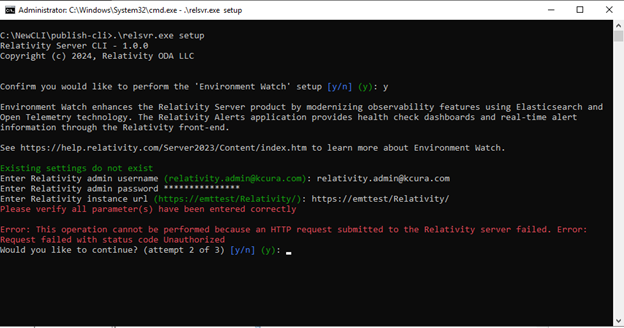 Administrator: C:\Windows\System32\cmd.exe - .\relsvr.exe setup
C:\NewCLI\publish-cli>.\relsvr.exe setup
Relativity Server CLI - 1.0.0
Copyright (c) 2024, Relativity ODA LLC
Confirm you would like to perform the 'Environment Watch' setup [y/n] (y): y
Environment Watch enhances the Relativity Server product by modernizing observability features using Elasticsearch and
Open Telemetry technology. The Relativity Alerts application provides health check dashboards and real-time alert
information through the Relativity front-end.
See https://help.relativity.com/Server2023/Content/index.htm to learn more about Environment Watch.
Existing settings do not exist
Enter Relativity admin username (relativity.admin@kcura.com): relativity.admin@kcura.com
Enter Relativity admin password ***************
Enter Relativity instance url (https://emttest/Relativity/): https://emttest/Relativity/
Please verify all parameter(s) have been entered correctly
Error: This operation cannot be performed because an HTTP request submitted to the Relativity server failed. Error:
Request failed with status code Unauthorized
Would you like to continue? (attempt 2 of 3) [y/n] (y):